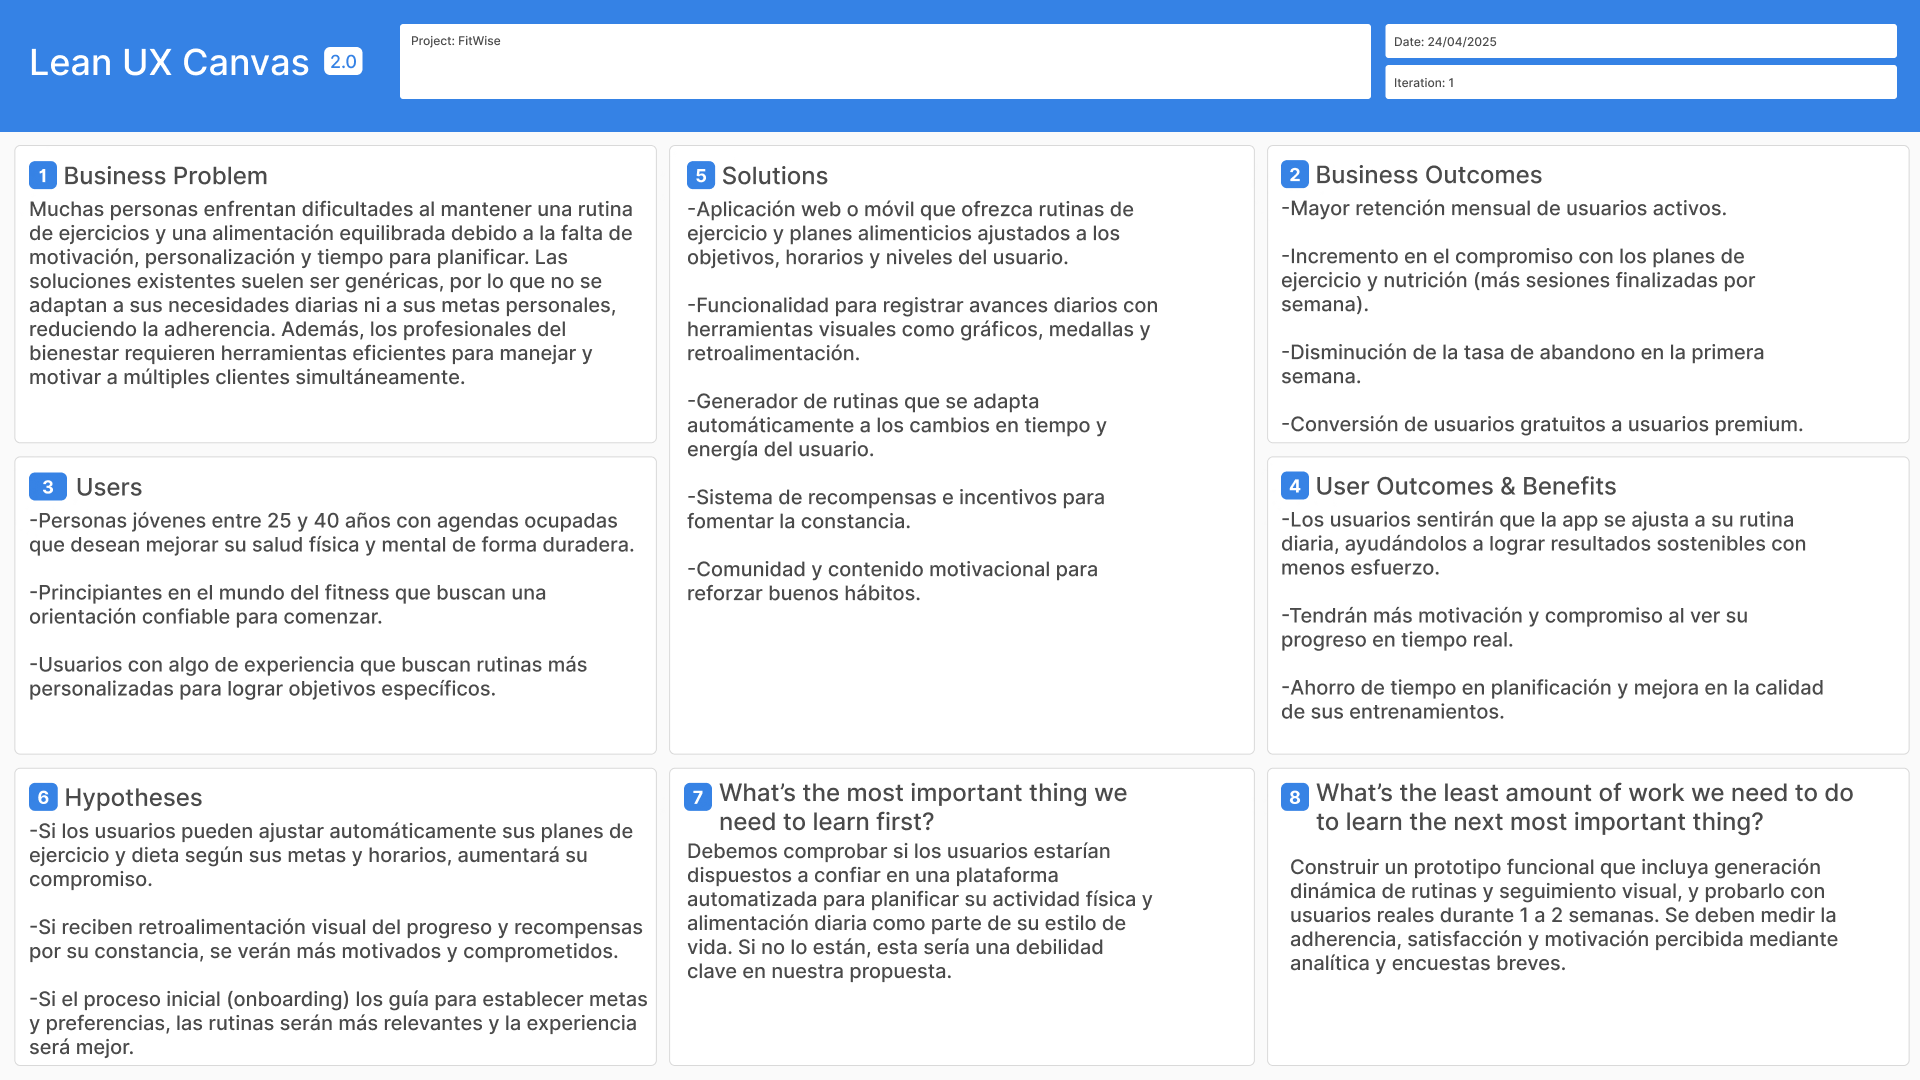 Lean UX Canvas 2.0
Project: FitWise
Date: 24/04/2025
Iteration: 1
1 Business Problem
Muchas personas enfrentan dificultades al mantener una rutina
de ejercicios y una alimentación equilibrada debido a la falta de
motivación, personalización y tiempo para planificar. Las
soluciones existentes suelen ser genéricas, por lo que no se
adaptan a sus necesidades diarias ni a sus metas personales,
reduciendo la adherencia. Además, los profesionales del
bienestar requieren herramientas eficientes para manejar y
motivar a múltiples clientes simultáneamente.
5 Solutions
-Aplicación web o móvil que ofrezca rutinas de
ejercicio y planes alimenticios ajustados a los
objetivos, horarios y niveles del usuario.
-Funcionalidad para registrar avances diarios con
herramientas visuales como gráficos, medallas y
retroalimentación.
-Generador de rutinas que se adapta
automáticamente a los cambios en tiempo y
energía del usuario.
-Sistema de recompensas e incentivos para
fomentar la constancia.
-Comunidad y contenido motivacional para
reforzar buenos hábitos.
2 Business Outcomes
-Mayor retención mensual de usuarios activos.
-Incremento en el compromiso con los planes de
ejercicio y nutrición (más sesiones finalizadas por
semana).
-Disminución de la tasa de abandono en la primera
semana.
-Conversión de usuarios gratuitos a usuarios premium.
3 Users
-Personas jóvenes entre 25 y 40 años con agendas ocupadas
que desean mejorar su salud física y mental de forma duradera.
-Principiantes en el mundo del fitness que buscan una
orientación confiable para comenzar.
-Usuarios con algo de experiencia que buscan rutinas más
personalizadas para lograr objetivos específicos.
4 User Outcomes & Benefits
-Los usuarios sentirán que la app se ajusta a su rutina
diaria, ayudándolos a lograr resultados sostenibles con
menos esfuerzo.
-Tendrán más motivación y compromiso al ver su
progreso en tiempo real.
-Ahorro de tiempo en planificación y mejora en la calidad
de sus entrenamientos.
6 Hypotheses
-Si los usuarios pueden ajustar automáticamente sus planes de
ejercicio y dieta según sus metas y horarios, aumentará su
compromiso.
-Si reciben retroalimentación visual del progreso y recompensas
por su constancia, se verán más motivados y comprometidos.
-Si el proceso inicial (onboarding) los guía para establecer metas
y preferencias, las rutinas serán más relevantes y la experiencia
será mejor.
7 What’s the most important thing we
need to learn first?
Debemos comprobar si los usuarios estarían
dispuestos a confiar en una plataforma
automatizada para planificar su actividad física y
alimentación diaria como parte de su estilo de
vida. Si no lo están, esta sería una debilidad
clave en nuestra propuesta.
8 What’s the least amount of work we need to do
to learn the next most important thing?
Construir un prototipo funcional que incluya generación
dinámica de rutinas y seguimiento visual, y probarlo con
usuarios reales durante 1 a 2 semanas. Se deben medir la
adherencia, satisfacción y motivación percibida mediante
analítica y encuestas breves.